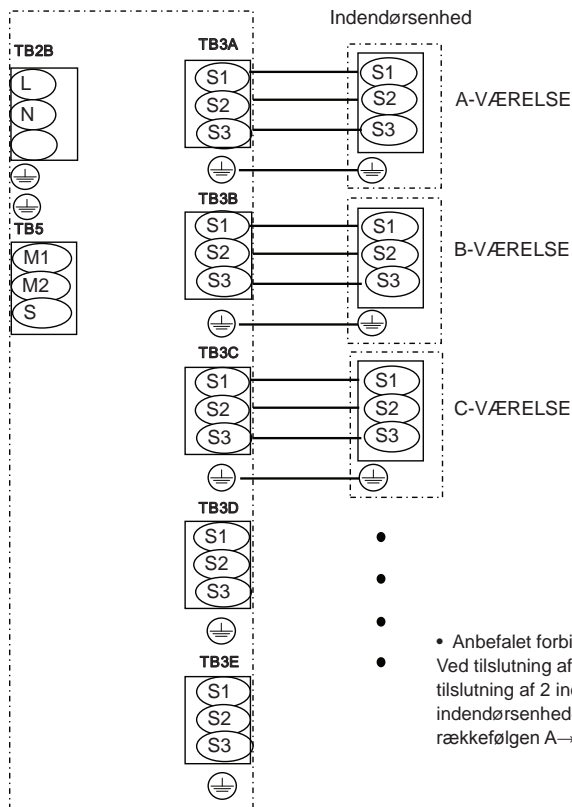 Indendørsenhed
TB2B
L
N
TB5
M1
M2
S
TB3A
S1
S2
S3
S1
S2
S3
A-VÆRELSE
TB3B
S1
S2
S3
S1
S2
S3
B-VÆRELSE
TB3C
S1
S2
S3
S1
S2
S3
C-VÆRELSE
TB3D
S1
S2
S3
TB3E
S1
S2
S3
• Anbefalet
Ved tilslutning af
tilslutning af 2
indendørsenhed
rækkefølgen A→